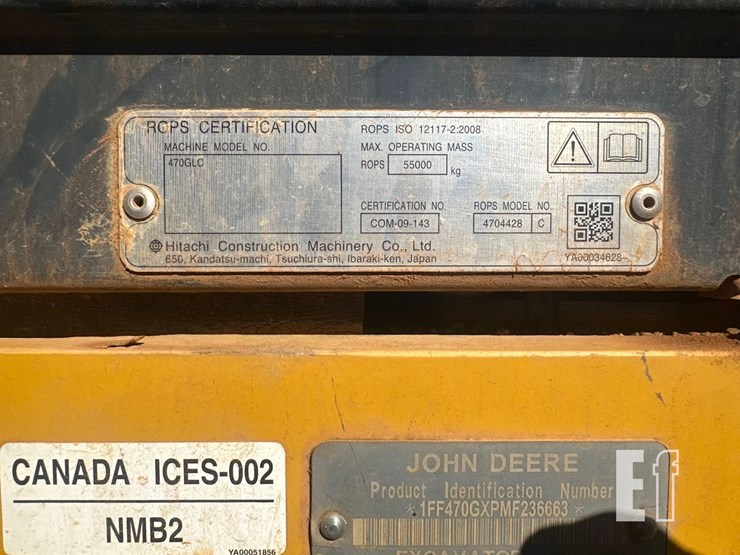 ROPS CERTIFICATION
MACHINE MODEL NO.
470GLC
ROPS ISO 12117-2:2008
MAX. OPERATING MASS
ROPS 55000 kg
CERTIFICATION NO. ROPS MODEL NO.
COM-09-143 4704428 C
Hitachi Construction Machinery Co., Ltd.
650, Kandatsu-machi, Tsuchiura-shi, Ibaraki-ken, Japan
YA00034628
CANADA ICES-002
NMB2
YA00051856
JOHN DEERE
Product Identification Number
*1FF470GXPMF236663*
EXCAVATOR
Ef